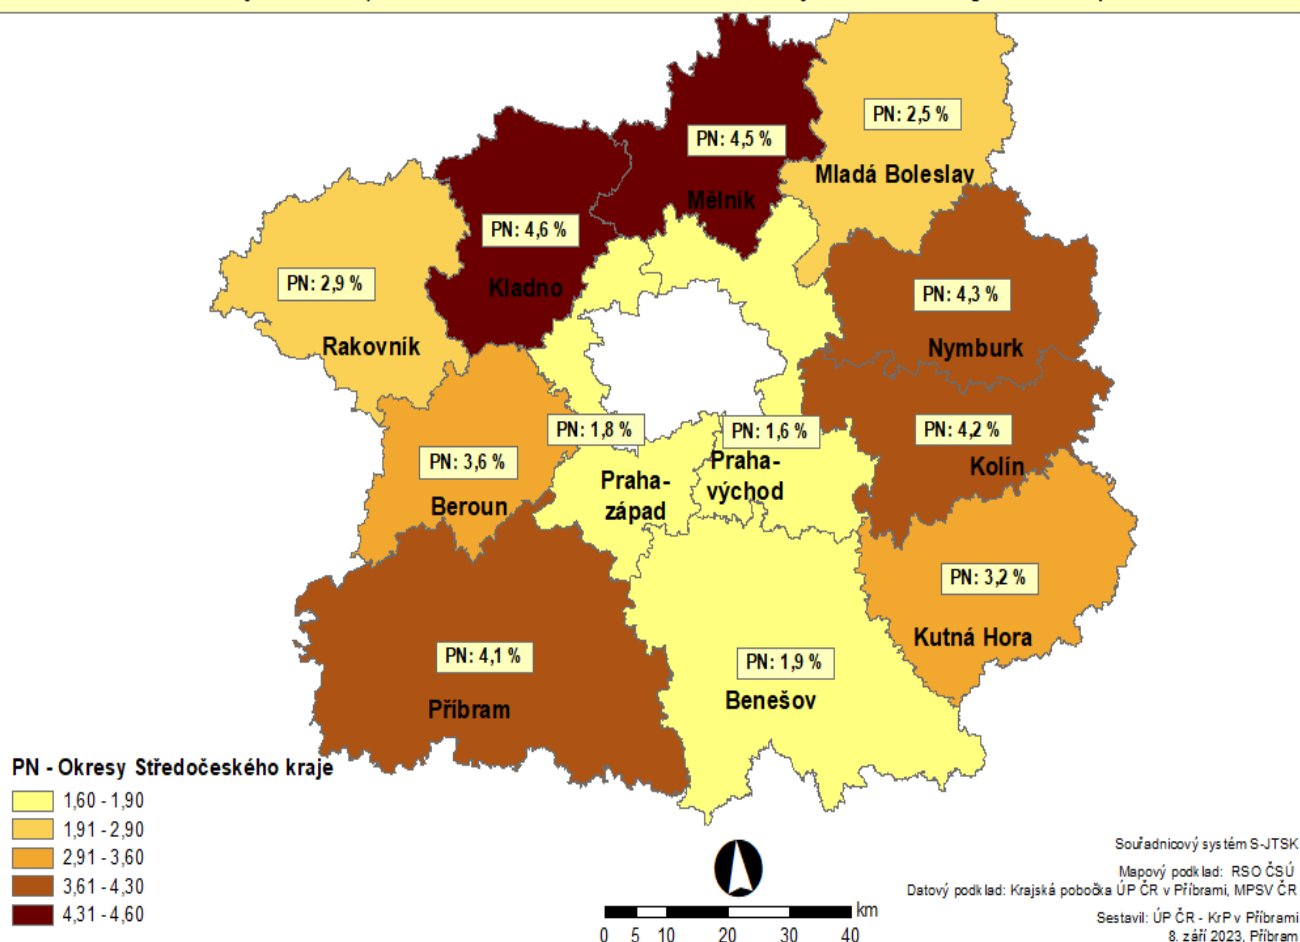 PN: 2,5 %
PN: 4,5 %
Mladá Boleslav
Mělník
PN: 4,6 %
PN: 2,9 %
Kladno
PN: 4,3 %
Rakovník
Nymburk
PN: 1,8 %
PN: 1,6 %
PN: 4,2 %
PN: 3,6 %
Praha-
východ
Kolín
Praha-
západ
Beroun
PN: 3,2 %
Kutná Hora
PN: 4,1 %
PN: 1,9 %
Benešov
Příbram
PN - Okresy Středočeského kraje
1,60 - 1,90
1,91 - 2,90
2,91 - 3,60
3,61 - 4,30
4,31 - 4,60
km
0 5 10 20 30 40
Souřadnicový systém S-JTSK
Mapový podklad: RSO ČSÚ
Datový podklad: Krajská pobočka ÚP ČR v Příbrami, MPSV ČR
Sestavil: ÚP ČR - KrP v Příbrami
8. září 2023, Příbram